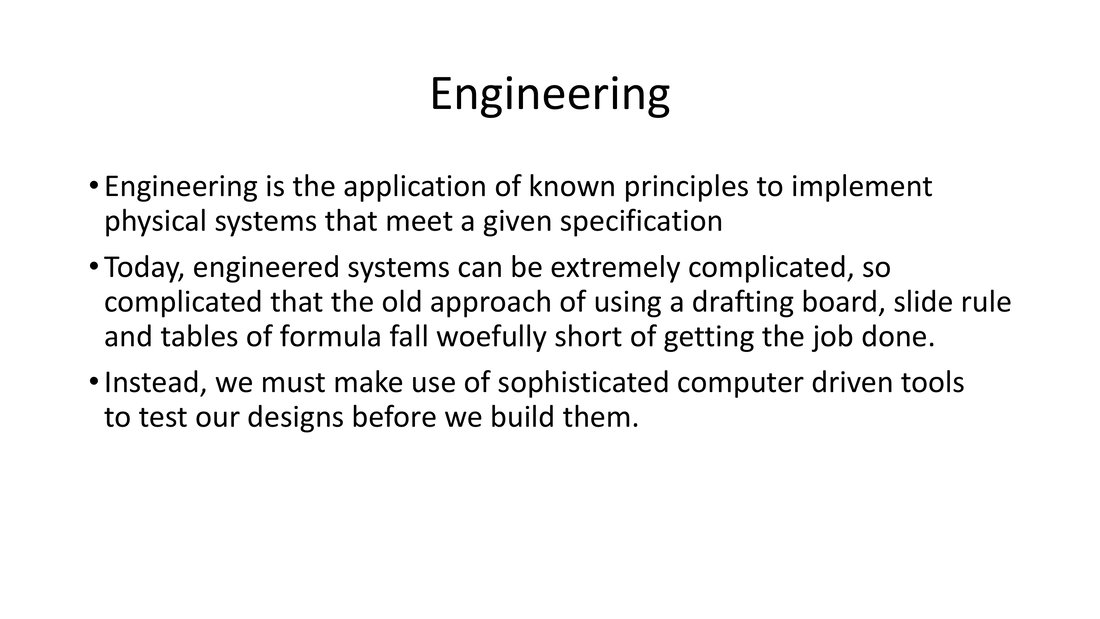 Engineering
• Engineering is the application of known principles to implement
physical systems that meet a given specification
• Today, engineered systems can be extremely complicated, so
complicated that the old approach of using a drafting board, slide rule
and tables of formula fall woefully short of getting the job done.
• Instead, we must make use of sophisticated computer driven tools
to test our designs before we build them.